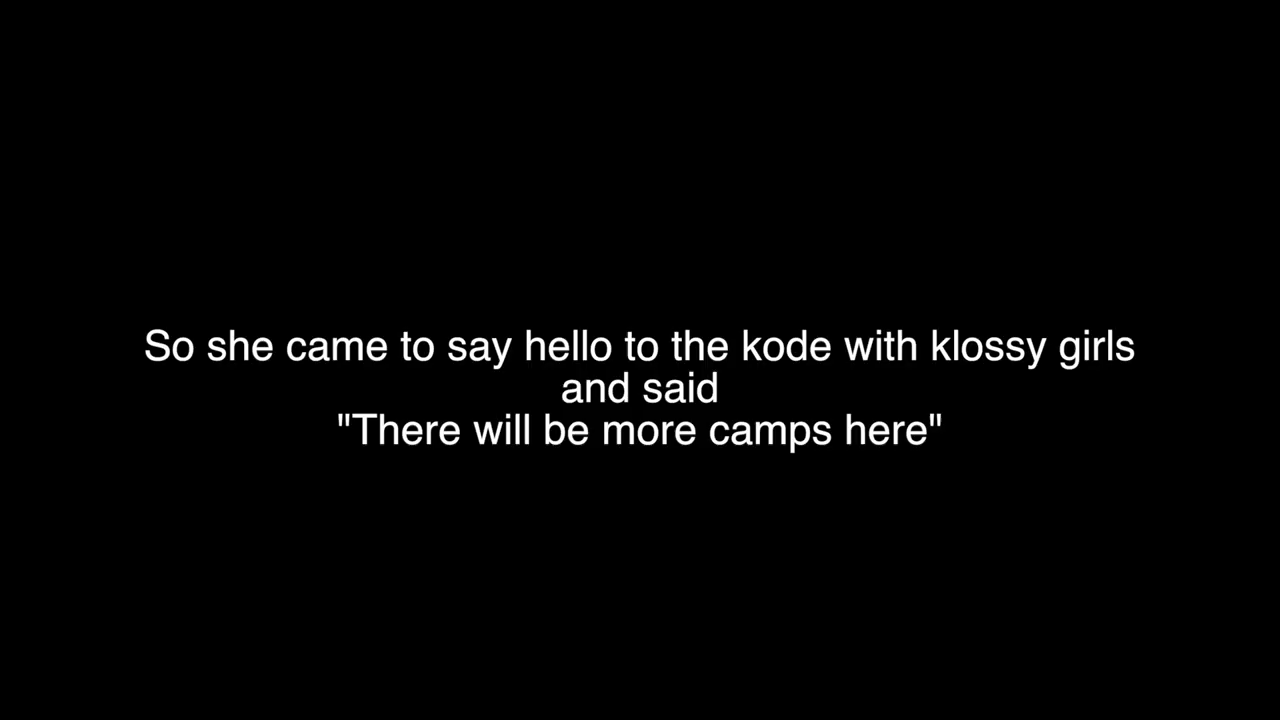 So she came to say hello to the kode with klossy girls
and said
"There will be more camps here"